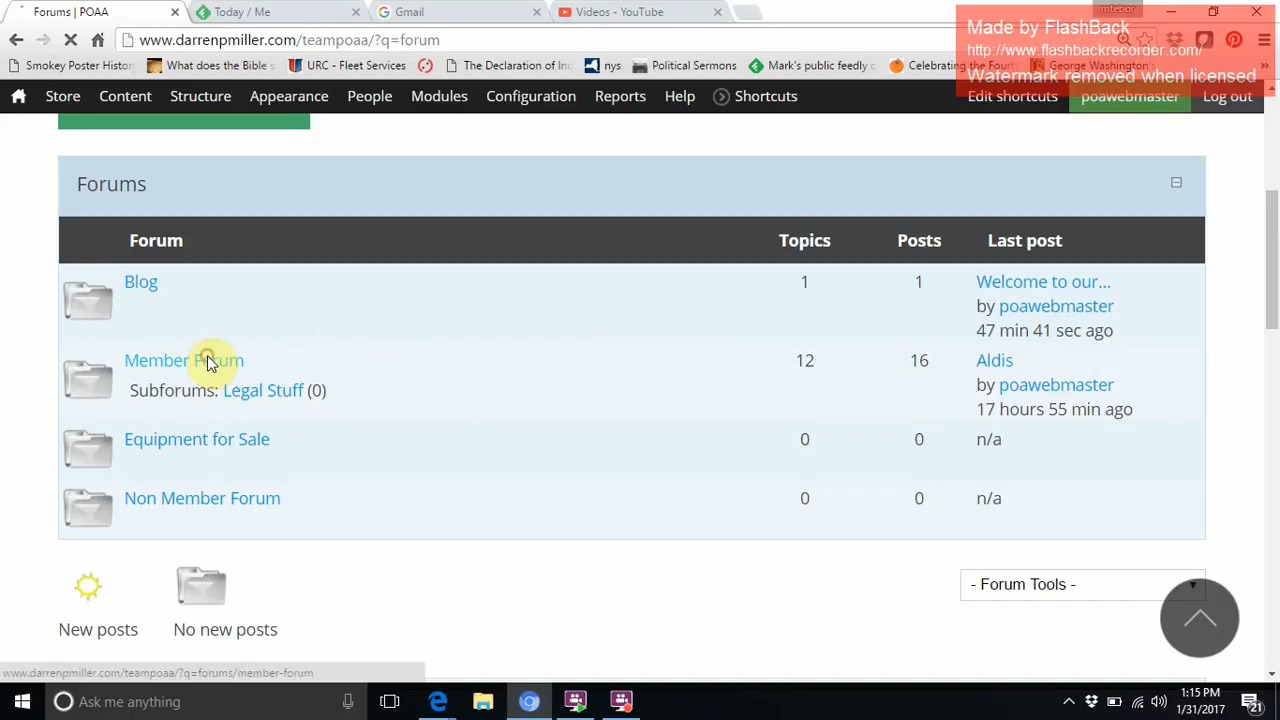 Forums | POAA
Today / Me
Gmail
Videos - YouTube
mtebor
Made by FlashBack
http://www.flashbackrecorder.com/
Watermark removed when licensed
www.darrenpmiller.com/teampoaa/?q=forum
Smokey Poster Histor
What does the Bible s
URC - Fleet Services
The Declaration of In
nys
Political Sermons
Mark's public feedly
Celebrating the Fourt
George Washington's
Store
Content
Structure
Appearance
People
Modules
Configuration
Reports
Help
Shortcuts
Edit shortcuts
poawebmaster
Log out
Forums
Forum
Topics
Posts
Last post
Blog
1
1
Welcome to our...
by poawebmaster
47 min 41 sec ago
Member Forum
12
16
Aldis
Subforums: Legal Stuff (0)
by poawebmaster
17 hours 55 min ago
Equipment for Sale
0
0
n/a
Non Member Forum
0
0
n/a
- Forum Tools -
New posts
No new posts
www.darrenpmiller.com/teampoaa/?q=forums/member-forum
Ask me anything
1:15 PM
1/31/2017
21